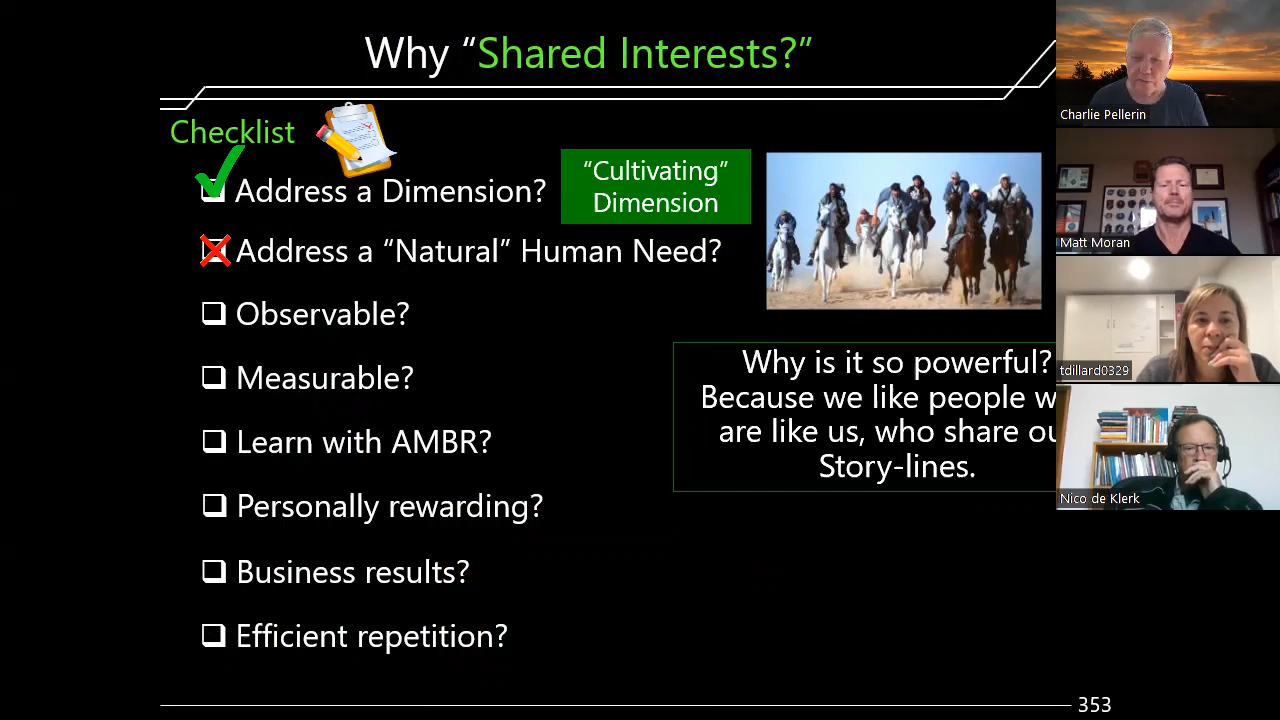 Why “Shared Interests?”
Checklist
Address a Dimension?
“Cultivating”
Dimension
Address a “Natural” Human Need?
Observable?
Measurable?
Learn with AMBR?
Personally rewarding?
Business results?
Efficient repetition?
Why is it so powerful?
Because we like people w
are like us, who share ou
Story-lines.
353
Charlie Pellerin
Matt Moran
tdillard0329
Nico de Klerk